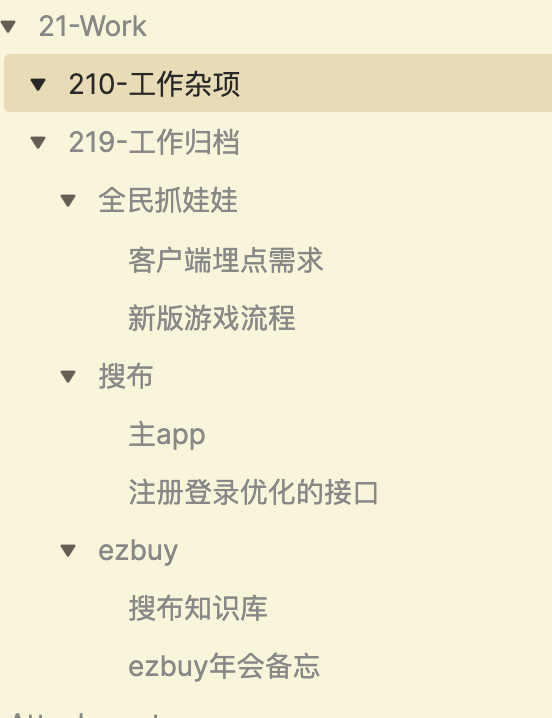 21-Work
210-工作杂项
219-工作归档
全民抓娃娃
客户端埋点需求
新版游戏流程
搜布
主app
注册登录优化的接口
ezbuy
搜布知识库
ezbuy年会备忘